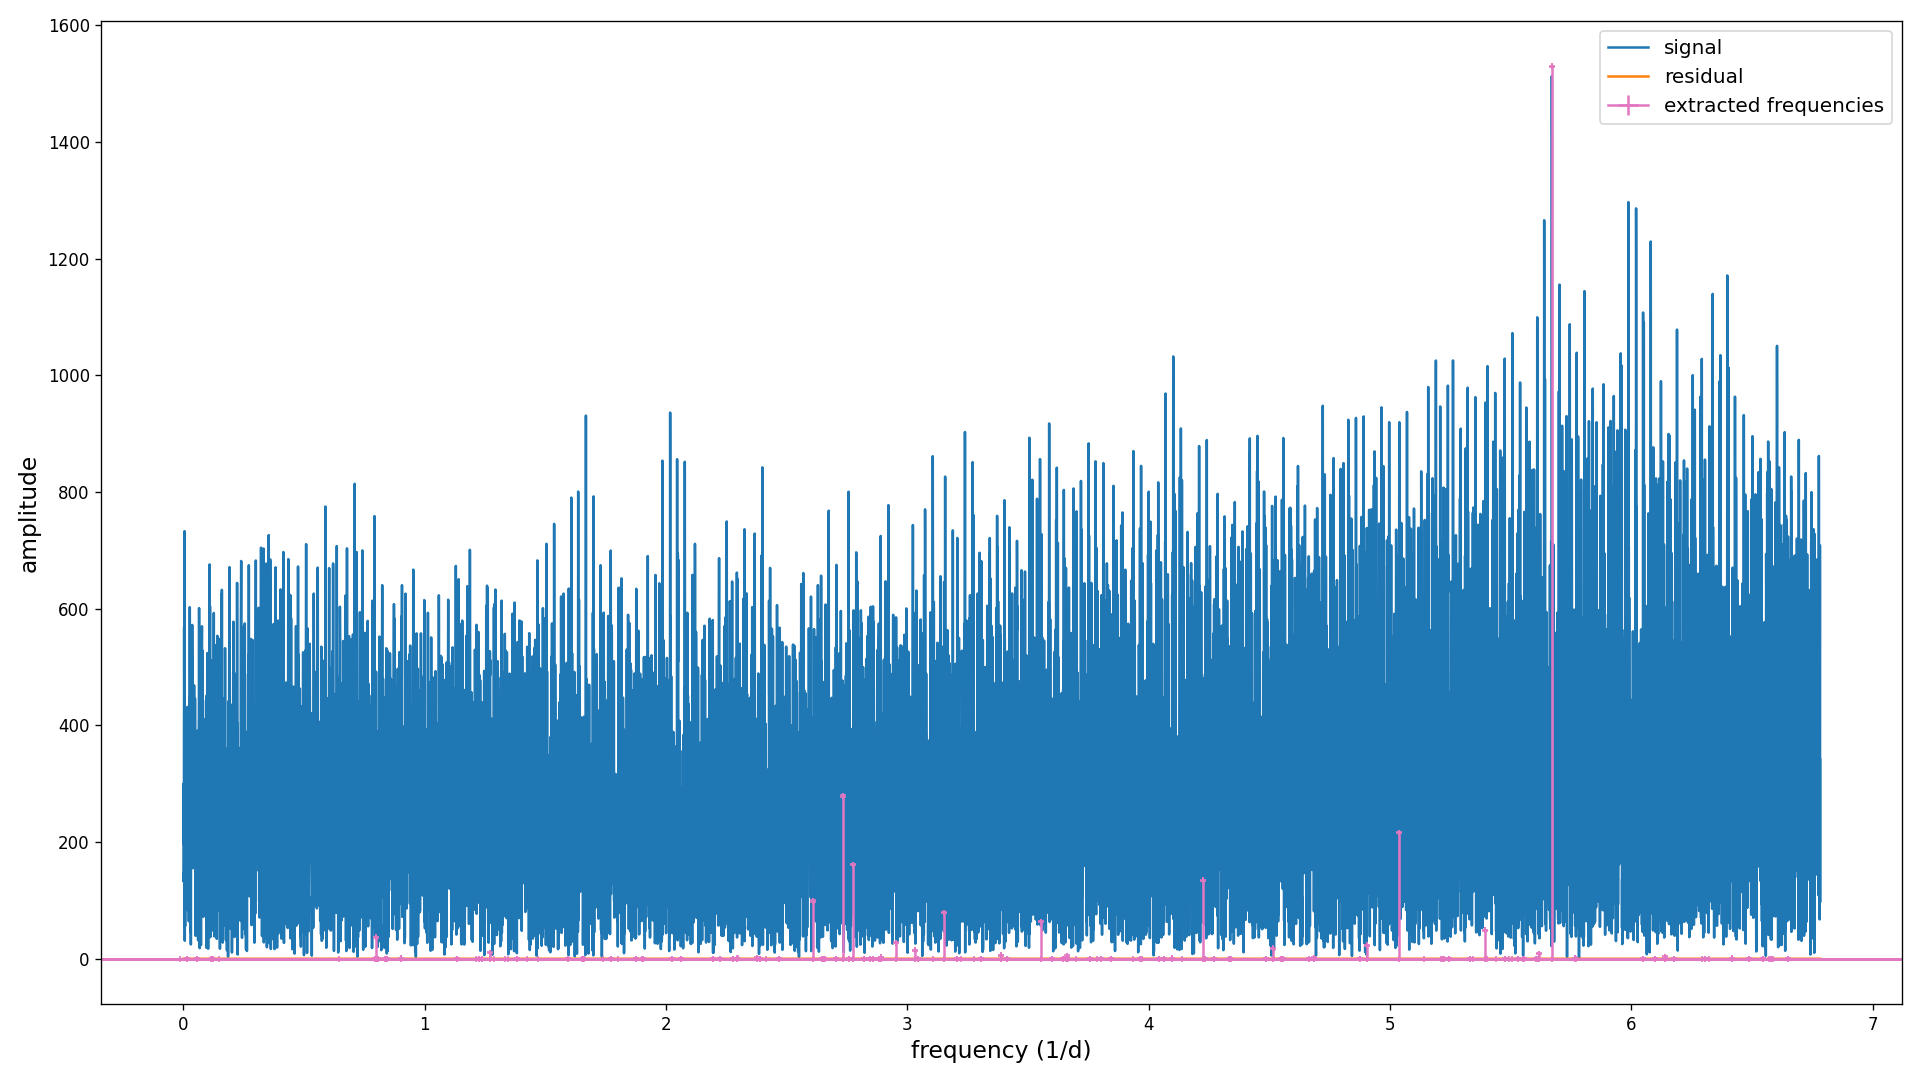 1600
1400
1200
1000
800
600
400
200
0
amplitude
signal
residual
extracted frequencies
0 1 2 3 4 5 6 7
frequency (1/d)